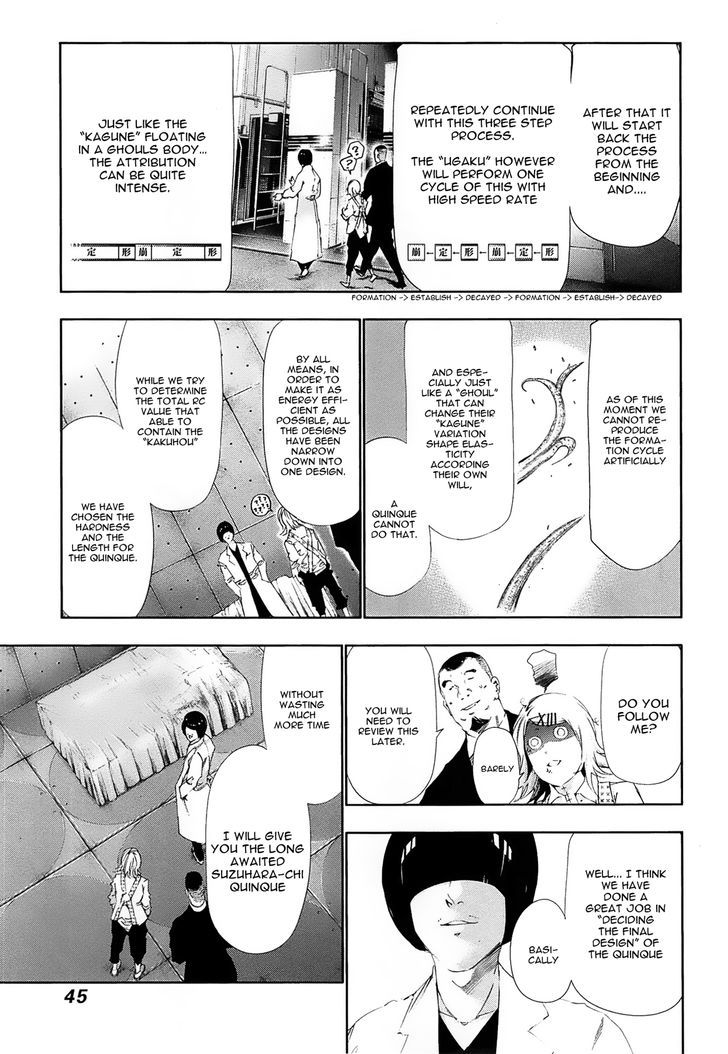 AFTER THAT IT
WILL START
BACK THE
PROCESS
FROM THE
BEGINNING
AND....
REPEATEDLY CONTINUE
WITH THIS THREE STEP
PROCESS.
THE "UGAKU" HOWEVER
WILL PERFORM ONE
CYCLE OF THIS WITH
HIGH SPEED RATE
崩←定←形←崩←定←形
FORMATION -> ESTABLISH -> DECAYED -> FORMATION -> ESTABLISH-> DECAYED
??
??
JUST LIKE THE
"KAGUNE" FLOATING
IN A GHOULS BODY...
THE ATTRIBUTION
CAN BE QUITE
INTENSE.
定 形 崩 定 形
AS OF THIS
MOMENT WE
CANNOT RE-
PRODUCE
THE FORMA-
TION CYCLE
ARTIFICIALLY
AND ESP-
ECIALLY JUST
LIKE A "GHOUL"
THAT CAN
CHANGE THEIR
"KAGUNE"
VARIATION
SHAPE ELAS-
TICITY
ACCORDING
THEIR OWN
WILL,
A
QUINQUE
CANNOT
DO THAT.
BY ALL
MEANS, IN
ORDER TO
MAKE IT AS
ENERGY EFFI-
CIENT AS
POSSIBLE, ALL
THE DESIGNS
HAVE BEEN
NARROW
DOWN INTO
ONE DESIGN.
WHILE WE TRY
TO DETERMINE
THE TOTAL RC
VALUE THAT
ABLE TO
CONTAIN THE
"KAKUHOU"
WE HAVE
CHOSEN THE
HARDNESS
AND THE
LENGTH FOR
THE QUINQUE.
DO YOU
FOLLOW
ME?
XIII
BARELY
YOU WILL
NEED TO
REVIEW THIS
LATER.
WELL... I THINK
WE HAVE
DONE A
GREAT JOB IN
"DECIDING
THE FINAL
DESIGN" OF
THE QUINQUE
BASI-
CALLY
WITHOUT
WASTING
MUCH
MORE TIME
I WILL GIVE
YOU THE LONG
AWAITED
SUZUHARA-CHI
QUINQUE
45